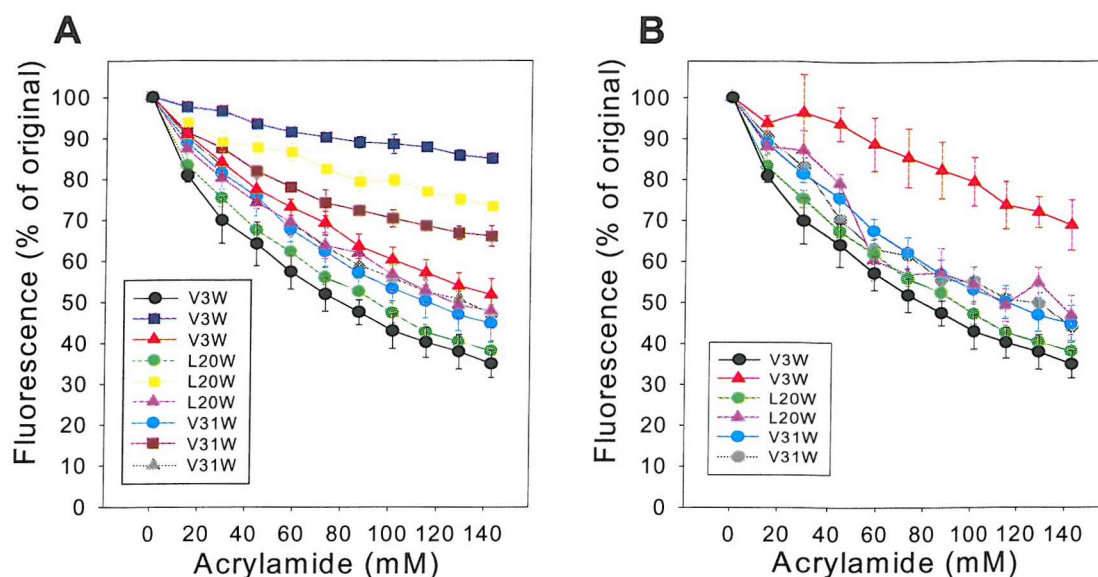 A
Fluorescence (% of original)
100
90
80
70
60
50
40
30
20
10
0
V3W
V3W
V3W
L20W
L20W
L20W
V31W
V31W
V31W
0 20 40 60 80 100 120 140
Acrylamide (mM)
B
Fluorescence (% of original)
100
90
80
70
60
50
40
30
20
10
0
V3W
V3W
L20W
L20W
V31W
V31W
0 20 40 60 80 100 120 140
Acrylamide (mM)